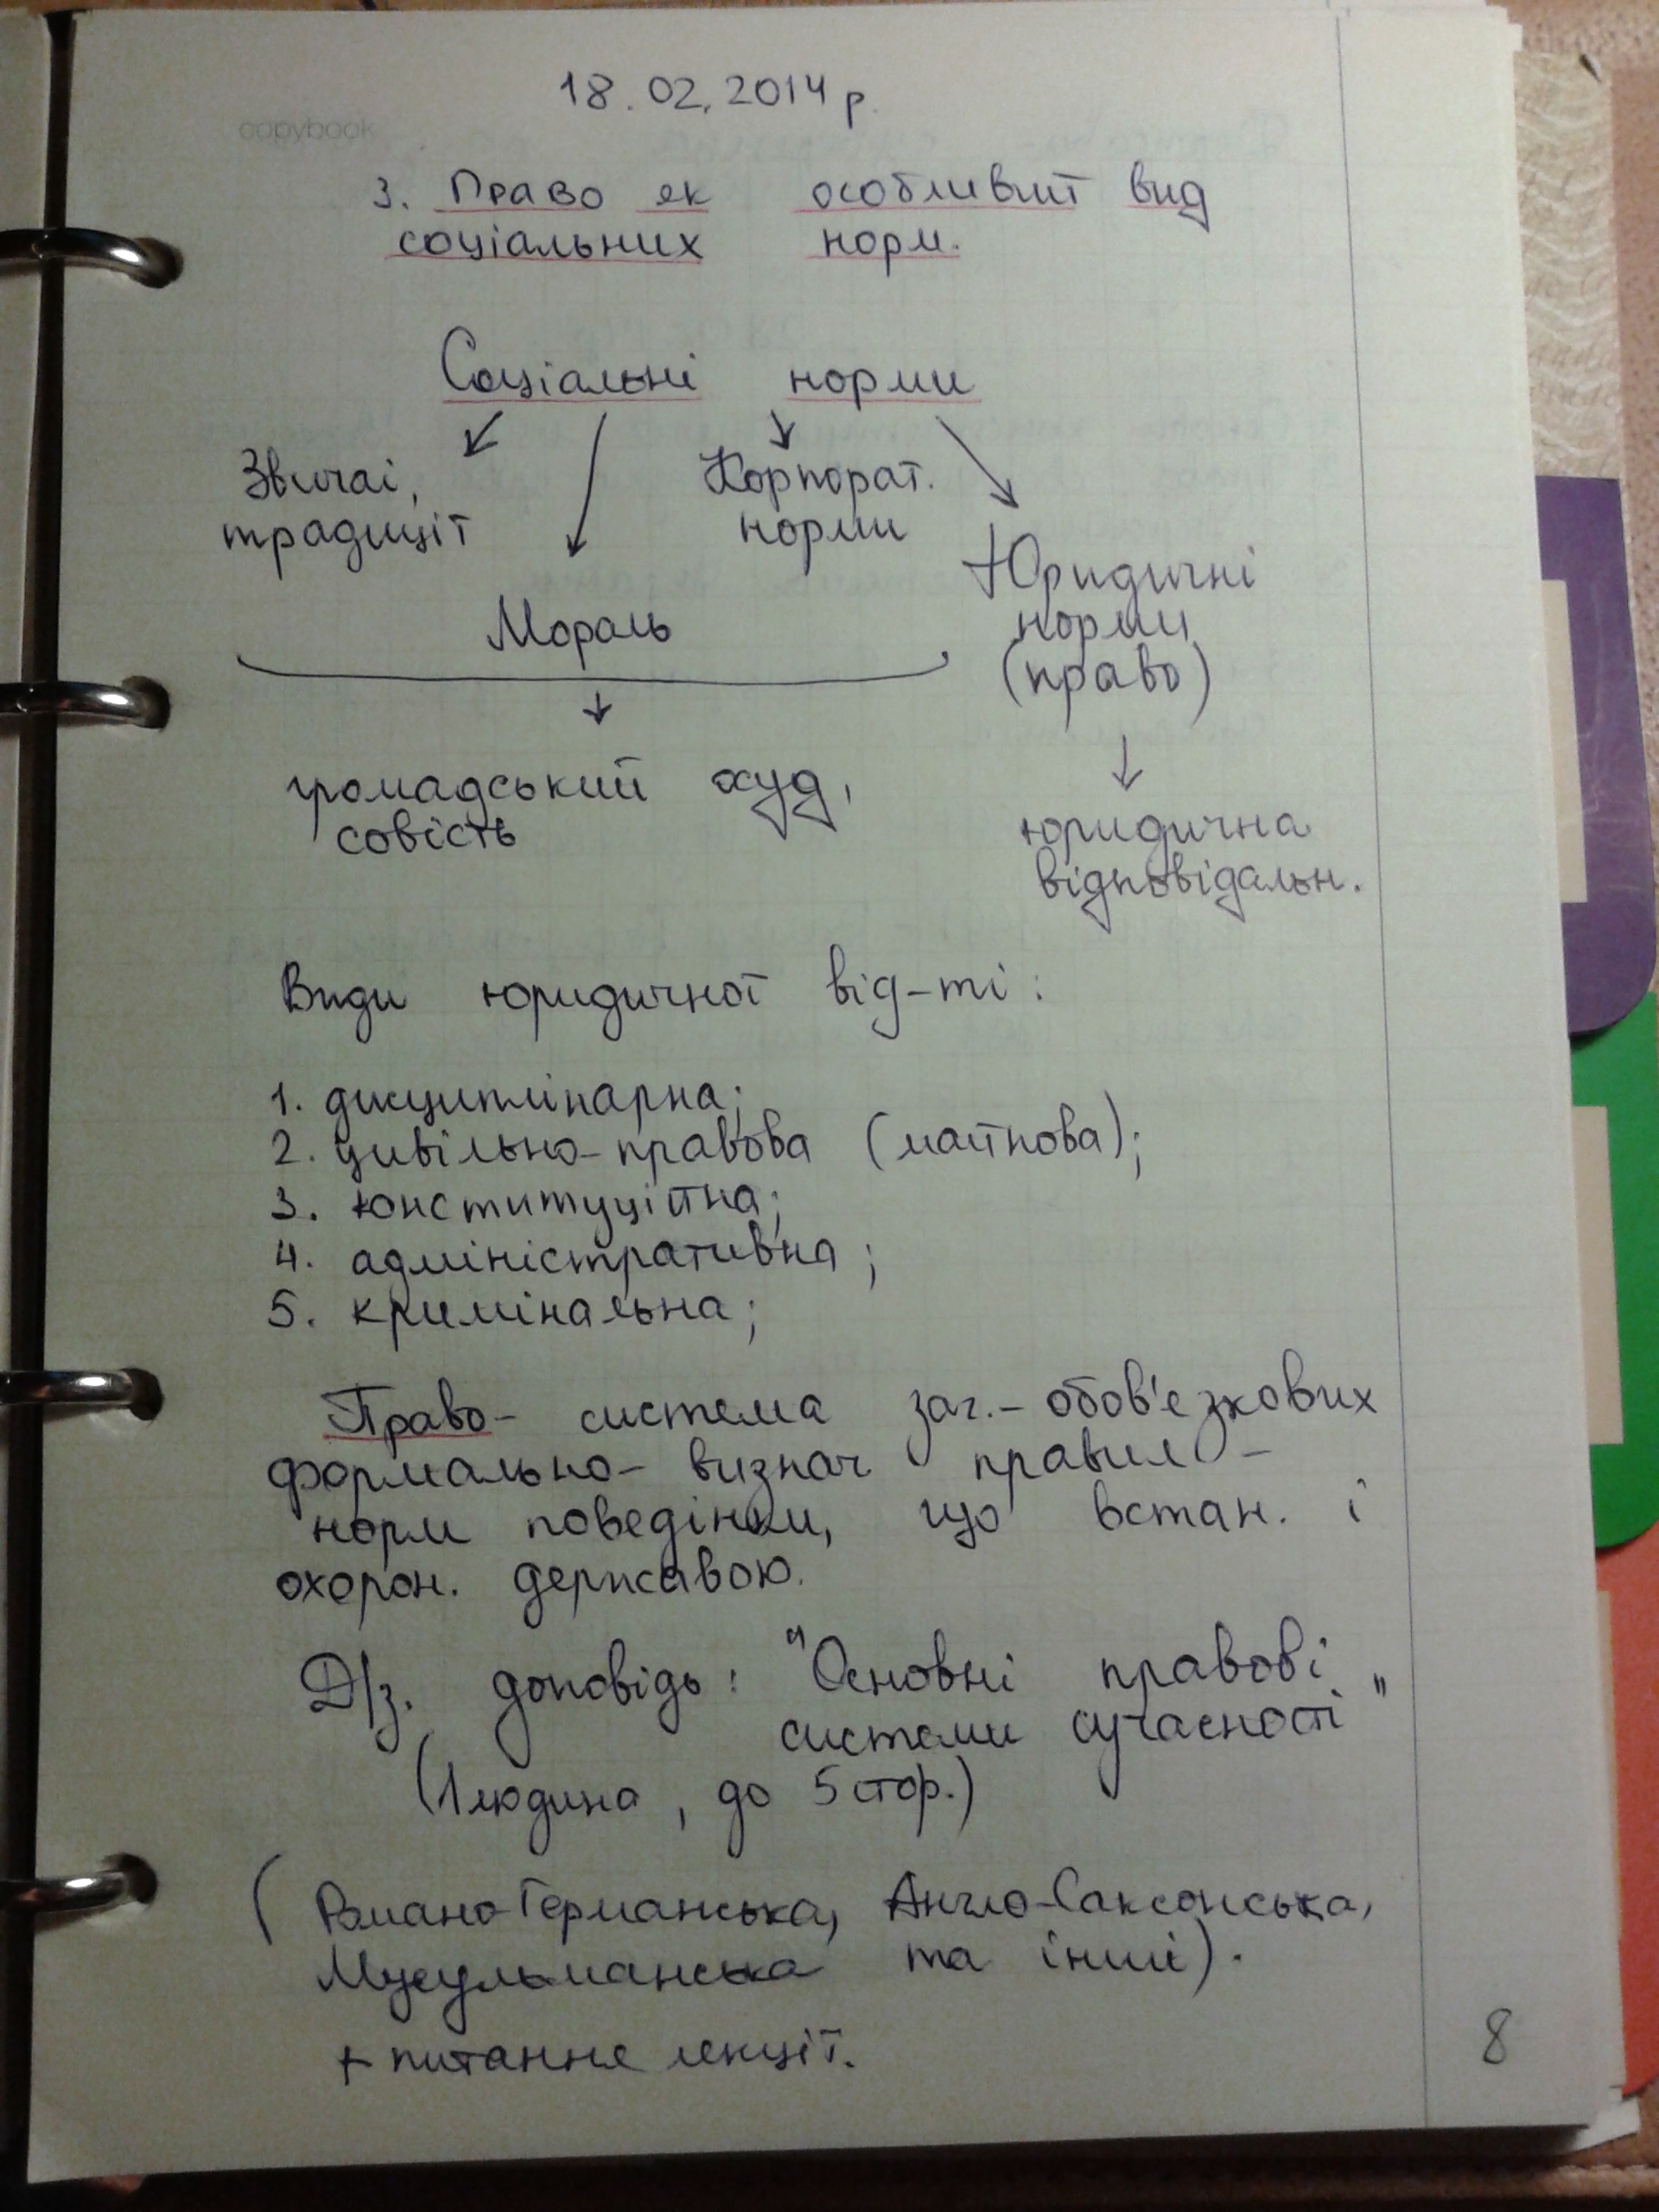 18.02.2014 р.
copybook
3. Право як особливий вид
соціальних норм.
Соціальні норми
Звичаї,
традиції
Корпорат.
норми
Мораль
Юридичні
норми
(право)
громадський осуд,
совість
юридична
відповідальн.
Види юридичної від-ті:
1. дисциплінарна;
2. цивільно-правова (майнова);
3. конституційна;
4. адміністративна;
5. кримінальна;
Право - система заг.-обов'язкових
формально-визнач правил -
норм поведінки, що встан. і
охорон. державою.
Д/з. доповідь: "Основні правові
системи сучасності"
(1 людина, до 5 стор.)
(Романо-Германська, Англо-Саксонська,
Мусульманська та інші).
+ питання лекції.
8